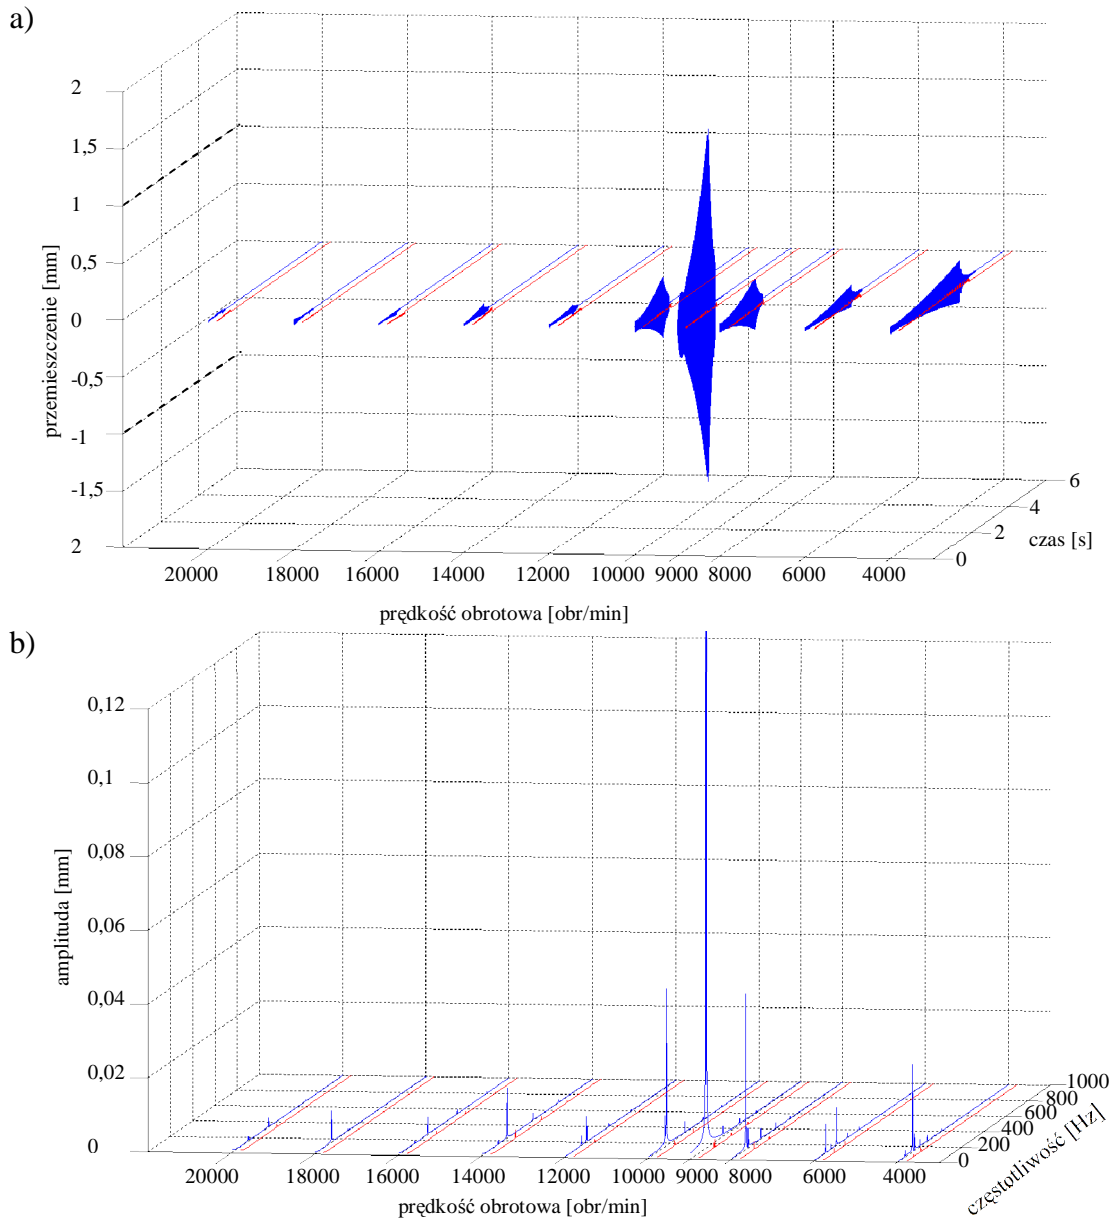 a)
2
1,5
1
0,5
0
-0,5
-1
-1,5
2
przemieszczenie [mm]
20000 18000 16000 14000 12000 10000 9000 8000 6000 4000
prędkość obrotowa [obr/min]
0 2 4 6
czas [s]
b)
0,12
0,1
0,08
0,06
0,04
0,02
0
amplituda [mm]
20000 18000 16000 14000 12000 10000 9000 8000 6000 4000
prędkość obrotowa [obr/min]
0 200 400 600 800 1000
częstotliwość [Hz]